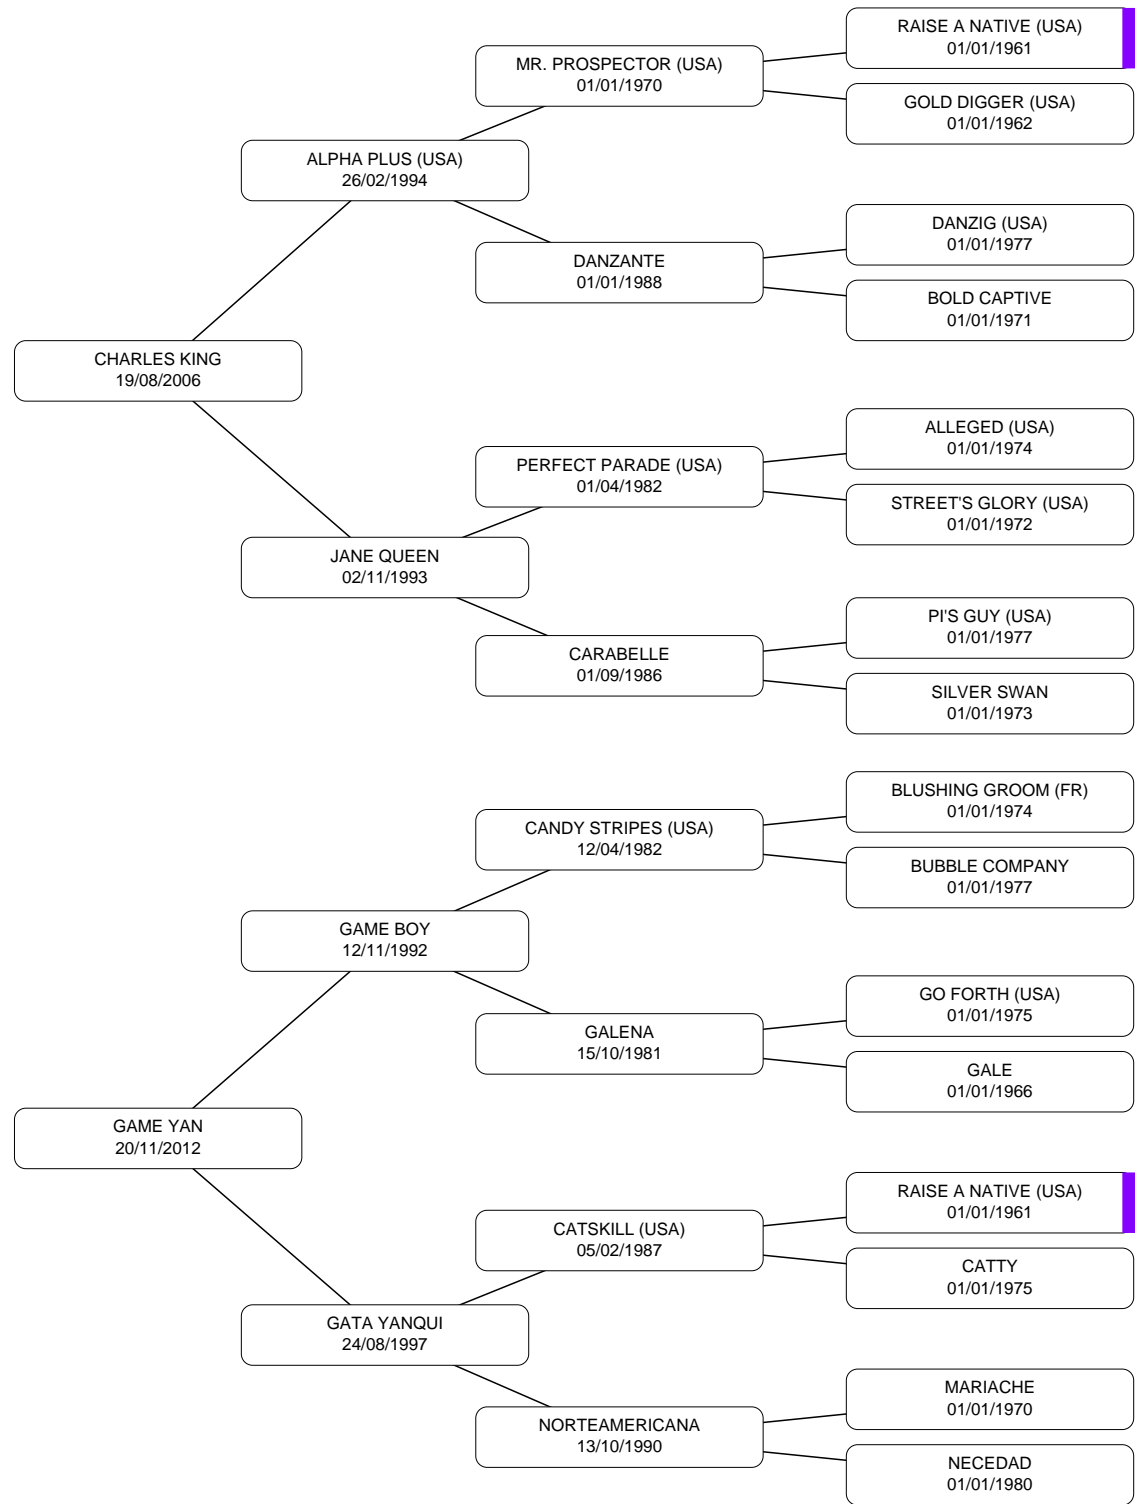 RAISE A NATIVE (USA)
01/01/1961
MR. PROSPECTOR (USA)
01/01/1970
GOLD DIGGER (USA)
01/01/1962
ALPHA PLUS (USA)
26/02/1994
DANZIG (USA)
01/01/1977
DANZANTE
01/01/1988
BOLD CAPTIVE
01/01/1971
CHARLES KING
19/08/2006
ALLEGED (USA)
01/01/1974
PERFECT PARADE (USA)
01/04/1982
STREET'S GLORY (USA)
01/01/1972
JANE QUEEN
02/11/1993
PI'S GUY (USA)
01/01/1977
CARABELLE
01/09/1986
SILVER SWAN
01/01/1973
BLUSHING GROOM (FR)
01/01/1974
CANDY STRIPES (USA)
12/04/1982
BUBBLE COMPANY
01/01/1977
GAME BOY
12/11/1992
GO FORTH (USA)
01/01/1975
GALENA
15/10/1981
GALE
01/01/1966
GAME YAN
20/11/2012
RAISE A NATIVE (USA)
01/01/1961
CATSKILL (USA)
05/02/1987
CATTY
01/01/1975
GATA YANQUI
24/08/1997
MARIACHE
01/01/1970
NORTEAMERICANA
13/10/1990
NECEDAD
01/01/1980